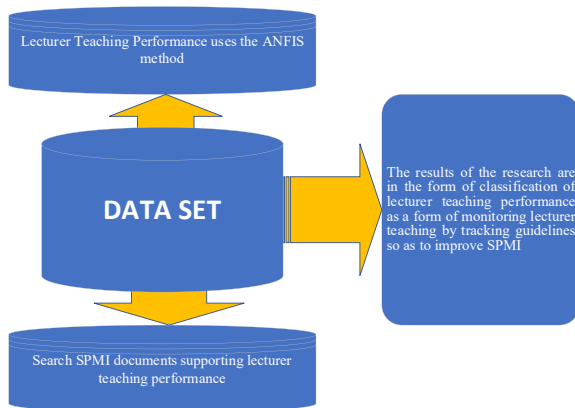 Lecturer Teaching Performance uses the ANFIS
method
DATA SET
The results of the research are
in the form of classification of
lecturer teaching performance
as a form of monitoring lecturer
teaching by tracking guidelines
so as to improve SPMI
Search SPMI documents supporting lecturer
teaching performance